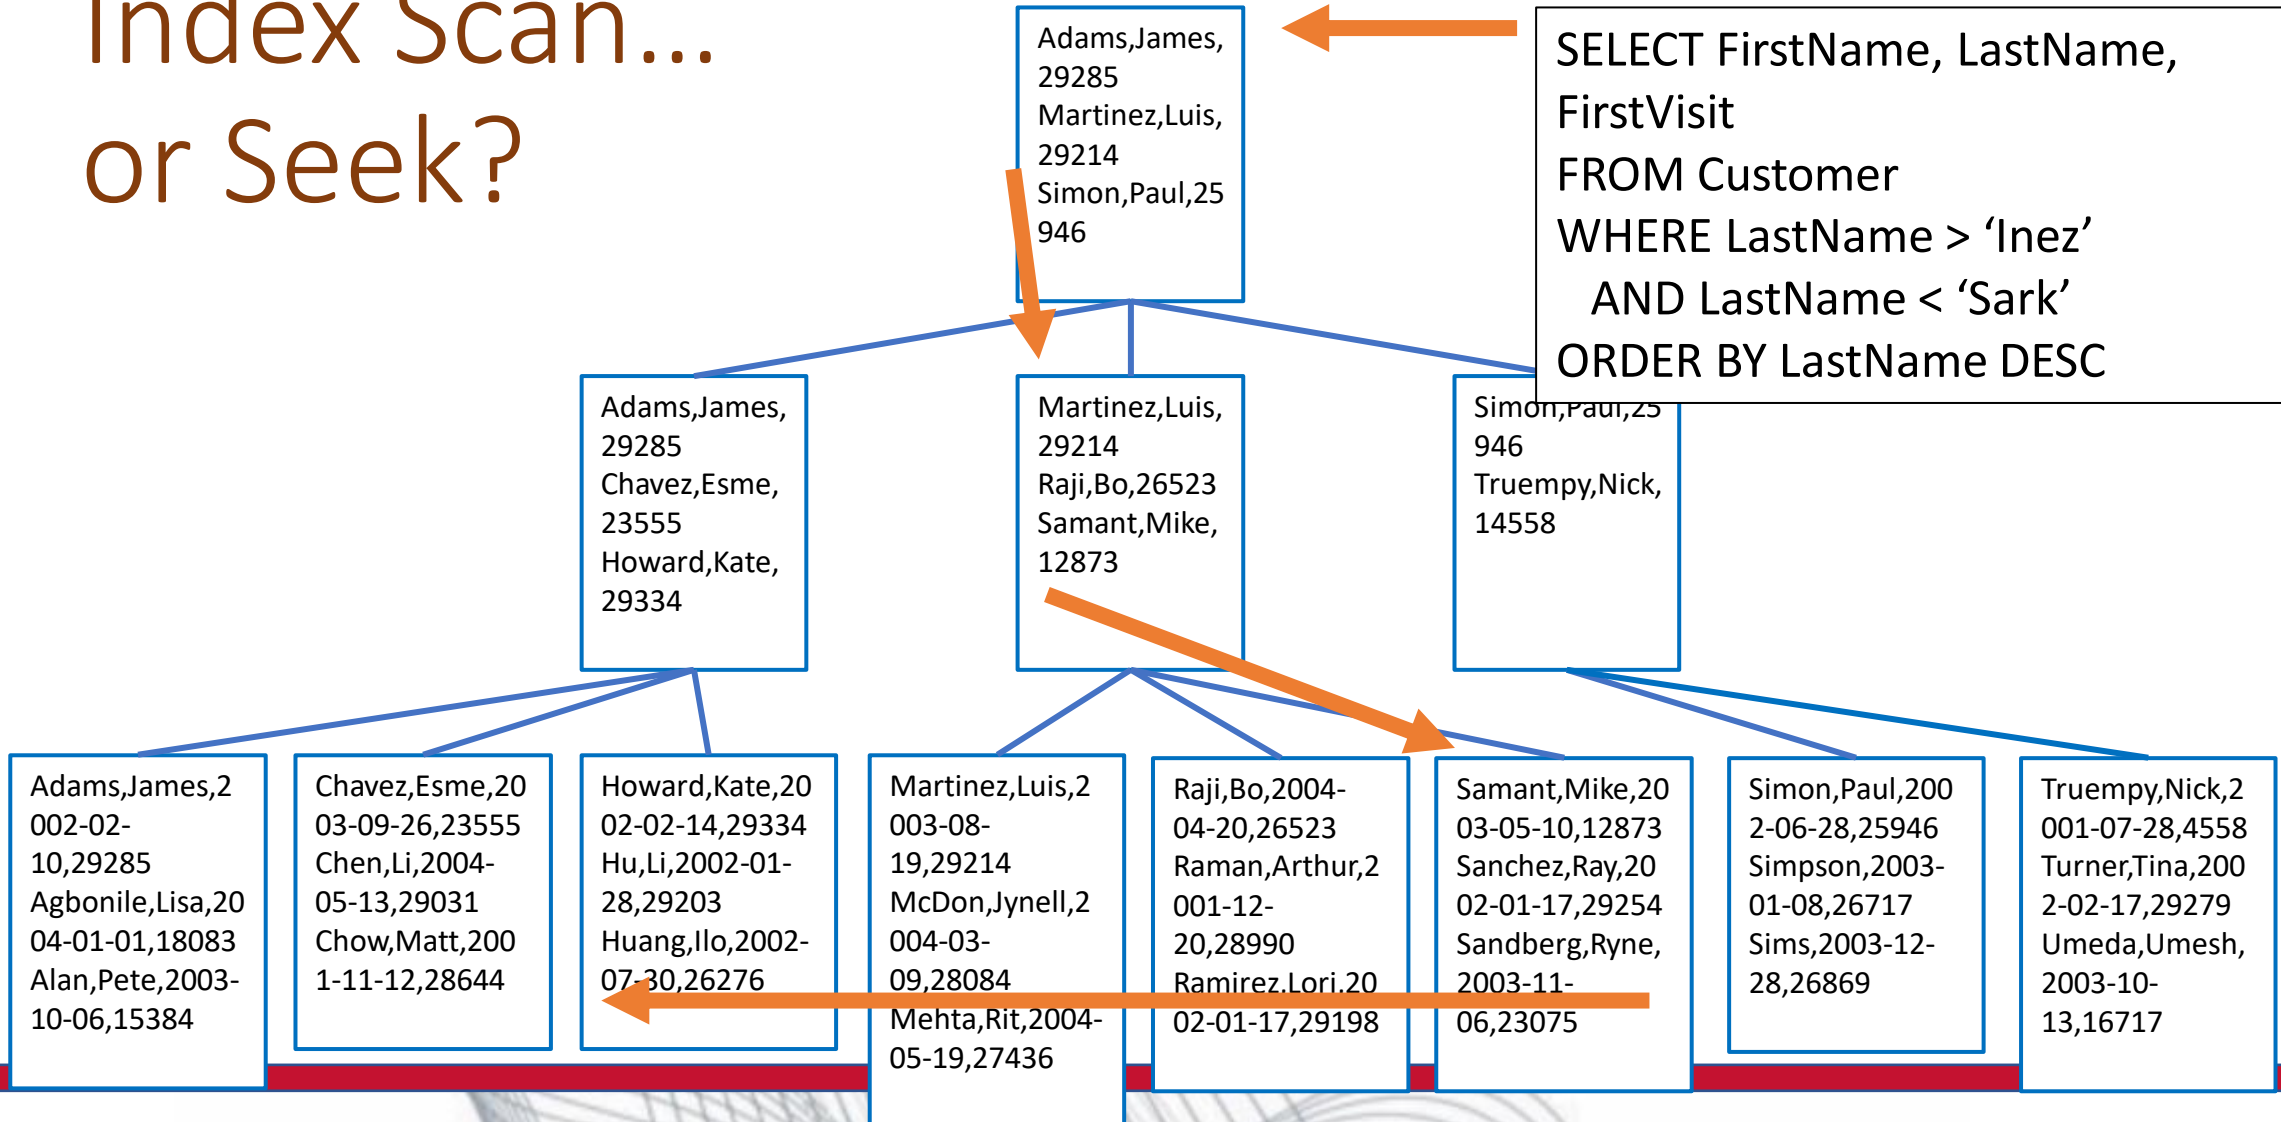 Index Scan...
or Seek?
SELECT FirstName, LastName,
FirstVisit
FROM Customer
WHERE LastName > ‘Inez’
AND LastName < ‘Sark’
ORDER BY LastName DESC
Adams,James,
29285
Martinez,Luis,
29214
Simon,Paul,25
946
Adams,James,
29285
Chavez,Esme,
23555
Howard,Kate,
29334
Martinez,Luis,
29214
Raji,Bo,26523
Samant,Mike,
12873
Simon,Paul,25
946
Truempy,Nick,
14558
Adams,James,2
002-02-
10,29285
Agbonile,Lisa,20
04-01-01,18083
Alan,Pete,2003-
10-06,15384
Chavez,Esme,20
03-09-26,23555
Chen,Li,2004-
05-13,29031
Chow,Matt,200
1-11-12,28644
Howard,Kate,20
02-02-14,29334
Hu,Li,2002-01-
28,29203
Huang,Ilo,2002-
07-30,26276
Martinez,Luis,2
003-08-
19,29214
McDon,Jynell,2
004-03-
09,28084
Mehta,Rit,2004-
05-19,27436
Raji,Bo,2004-
04-20,26523
Raman,Arthur,2
001-12-
20,28990
Ramirez,Lori,20
02-01-17,29198
Samant,Mike,20
03-05-10,12873
Sanchez,Ray,20
02-01-17,29254
Sandberg,Ryne,
2003-11-
06,23075
Simon,Paul,200
2-06-28,25946
Simpson,2003-
01-08,26717
Sims,2003-12-
28,26869
Truempy,Nick,2
001-07-28,4558
Turner,Tina,200
2-02-17,29279
Umeda,Umesh,
2003-10-
13,16717